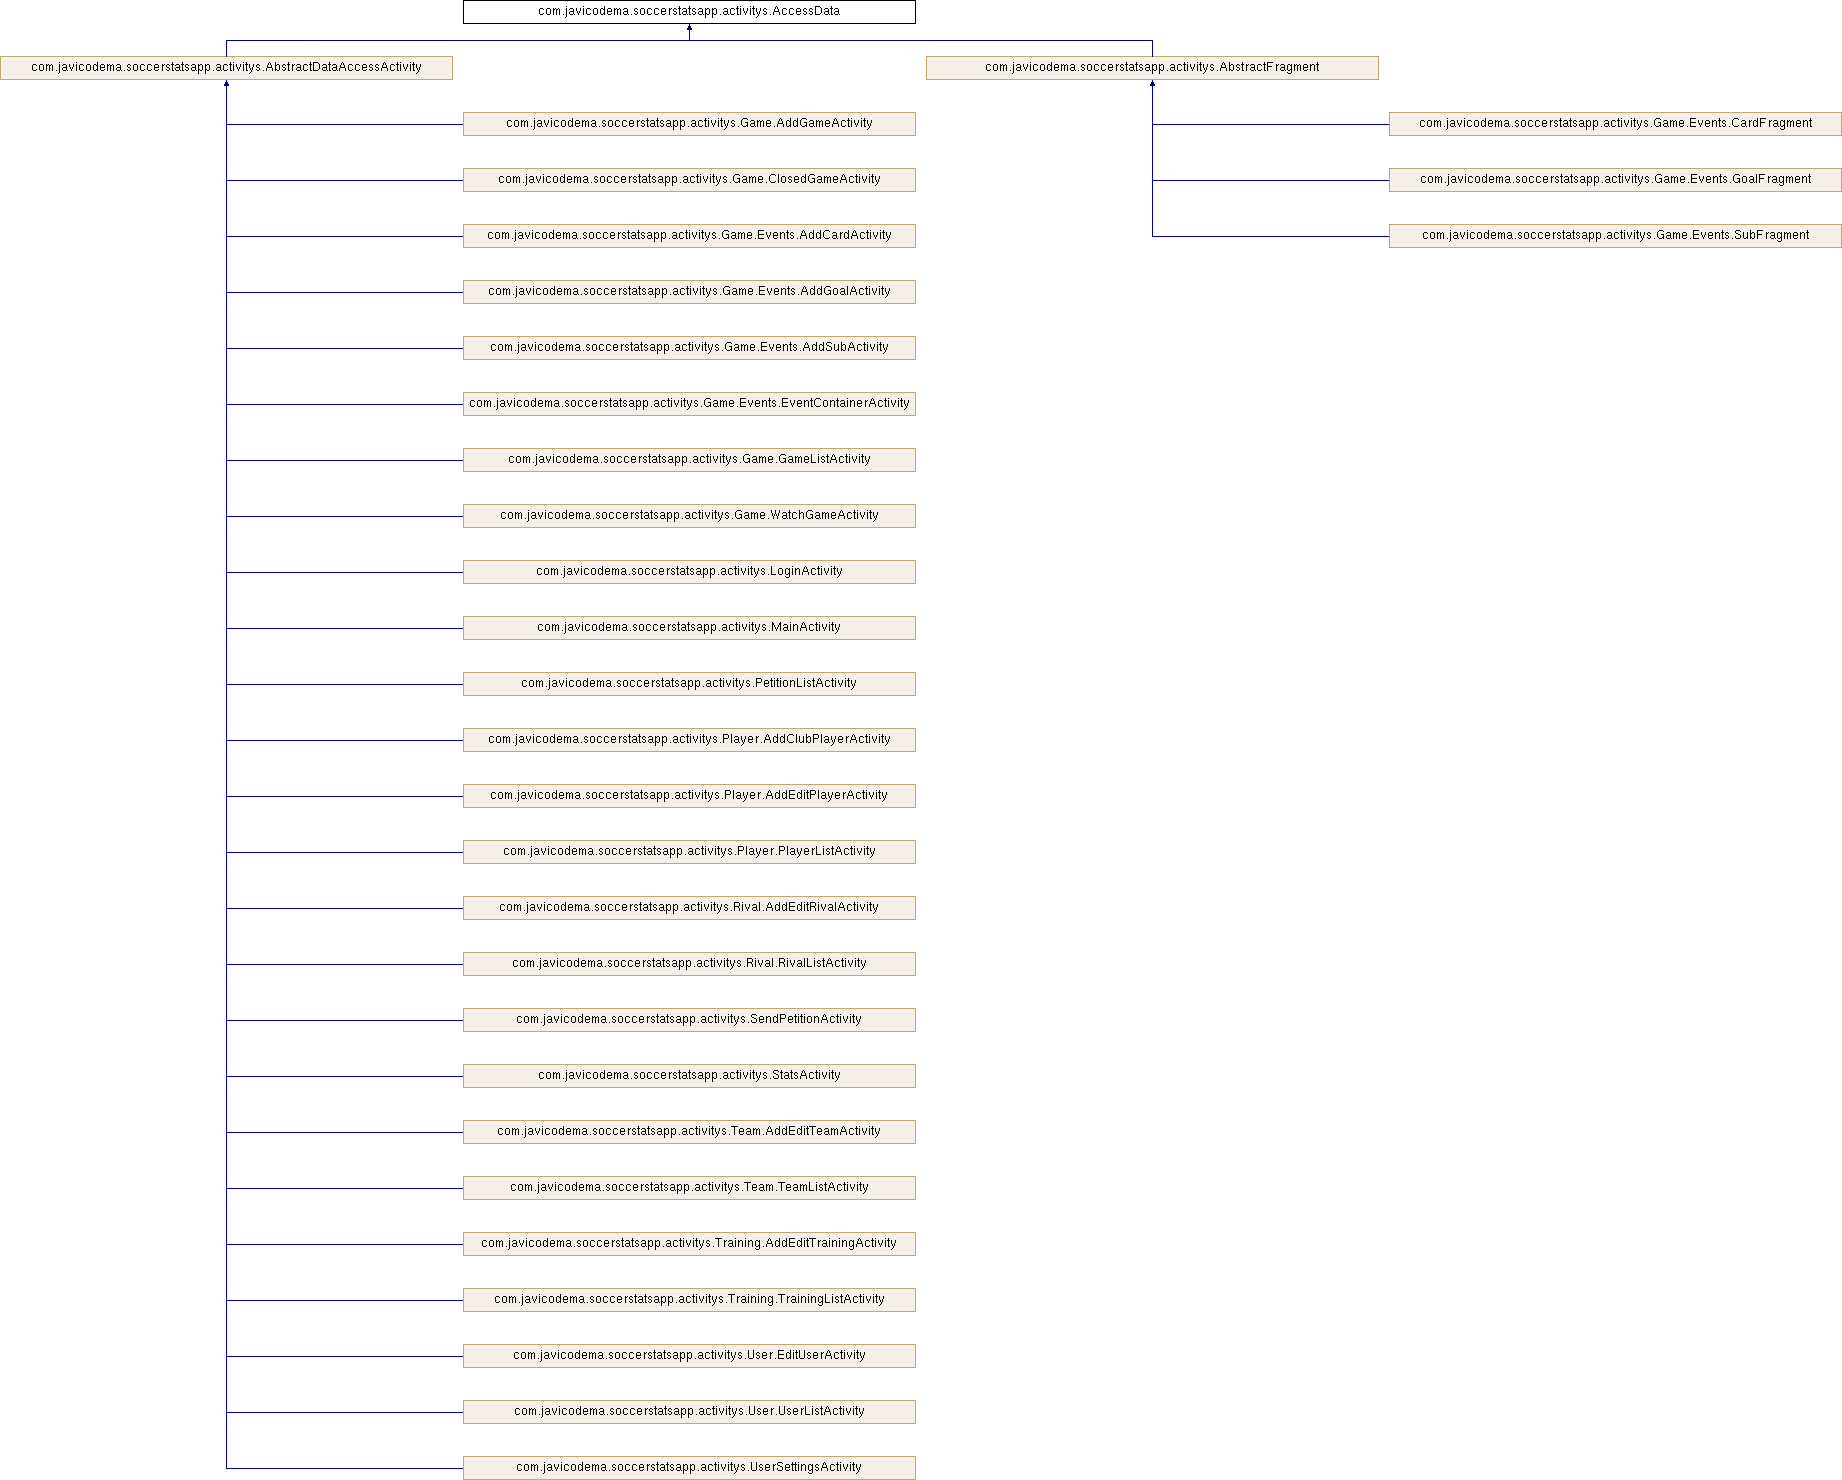 com.javicodema.soccerstatsapp.activitys.AccessData
com.javicodema.soccerstatsapp.activitys.AbstractDataAccessActivity
com.javicodema.soccerstatsapp.activitys.AbstractFragment
com.javicodema.soccerstatsapp.activitys.Game.AddGameActivity
com.javicodema.soccerstatsapp.activitys.Game.Events.CardFragment
com.javicodema.soccerstatsapp.activitys.Game.ClosedGameActivity
com.javicodema.soccerstatsapp.activitys.Game.Events.GoalFragment
com.javicodema.soccerstatsapp.activitys.Game.Events.AddCardActivity
com.javicodema.soccerstatsapp.activitys.Game.Events.SubFragment
com.javicodema.soccerstatsapp.activitys.Game.Events.AddGoalActivity
com.javicodema.soccerstatsapp.activitys.Game.Events.AddSubActivity
com.javicodema.soccerstatsapp.activitys.Game.Events.EventContainerActivity
com.javicodema.soccerstatsapp.activitys.Game.GameListActivity
com.javicodema.soccerstatsapp.activitys.Game.WatchGameActivity
com.javicodema.soccerstatsapp.activitys.LoginActivity
com.javicodema.soccerstatsapp.activitys.MainActivity
com.javicodema.soccerstatsapp.activitys.PetitionListActivity
com.javicodema.soccerstatsapp.activitys.Player.AddClubPlayerActivity
com.javicodema.soccerstatsapp.activitys.Player.AddEditPlayerActivity
com.javicodema.soccerstatsapp.activitys.Player.PlayerListActivity
com.javicodema.soccerstatsapp.activitys.Rival.AddEditRivalActivity
com.javicodema.soccerstatsapp.activitys.Rival.RivalListActivity
com.javicodema.soccerstatsapp.activitys.SendPetitionActivity
com.javicodema.soccerstatsapp.activitys.StatsActivity
com.javicodema.soccerstatsapp.activitys.Team.AddEditTeamActivity
com.javicodema.soccerstatsapp.activitys.Team.TeamListActivity
com.javicodema.soccerstatsapp.activitys.Training.AddEditTrainingActivity
com.javicodema.soccerstatsapp.activitys.Training.TrainingListActivity
com.javicodema.soccerstatsapp.activitys.User.EditUserActivity
com.javicodema.soccerstatsapp.activitys.User.UserListActivity
com.javicodema.soccerstatsapp.activitys.UserSettingsActivity